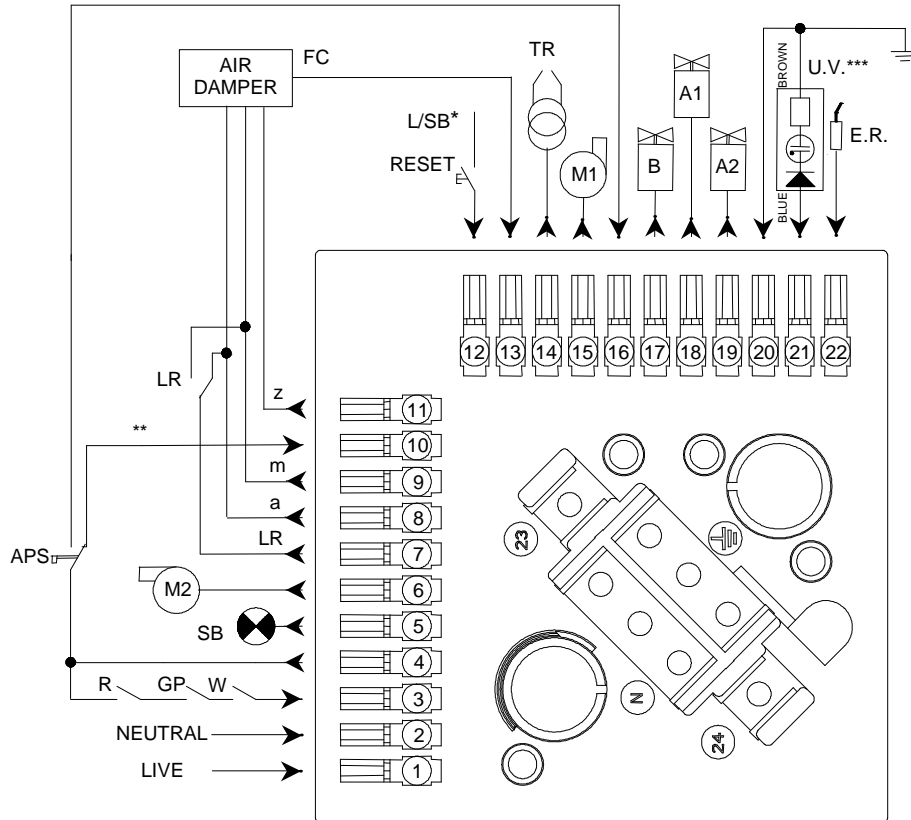 AIR
DAMPER
FC
TR
L/SB*
RESET
M1
B
A1
A2
BROWN
BLUE
U.V.***
E.R.
12 13 14 15 16 17 18 19 20 21 22
LR
z
11
**
10
m
9
a
8
LR
7
APS
M2
6
SB
5
4
R GP W
3
NEUTRAL
2
LIVE
1
23
N
24